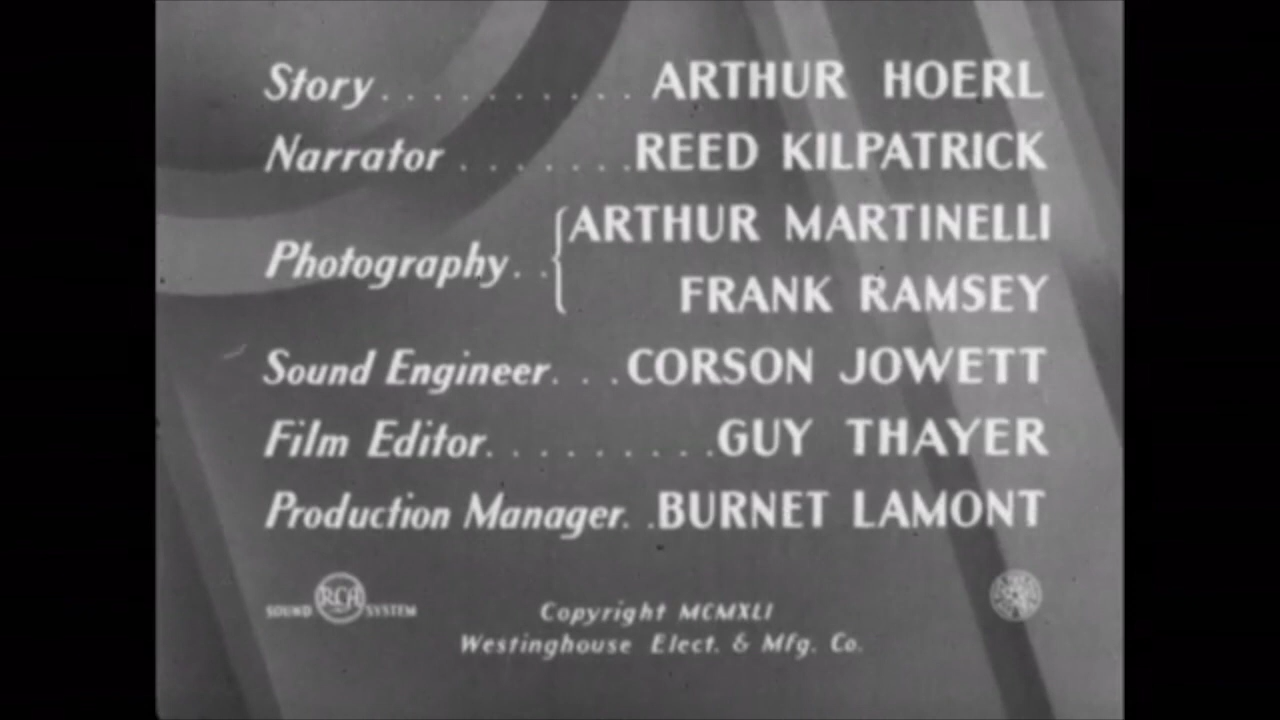 Story . . . . . . . . . . ARTHUR HOERL
Narrator . . . . . . . REED KILPATRICK
Photography . . { ARTHUR MARTINELLI
FRANK RAMSEY
Sound Engineer . . . CORSON JOWETT
Film Editor . . . . . . . . . GUY THAYER
Production Manager . . BURNET LAMONT
SOUND RCA SYSTEM
Copyright MCMXLI
Westinghouse Elect. & Mfg. Co.